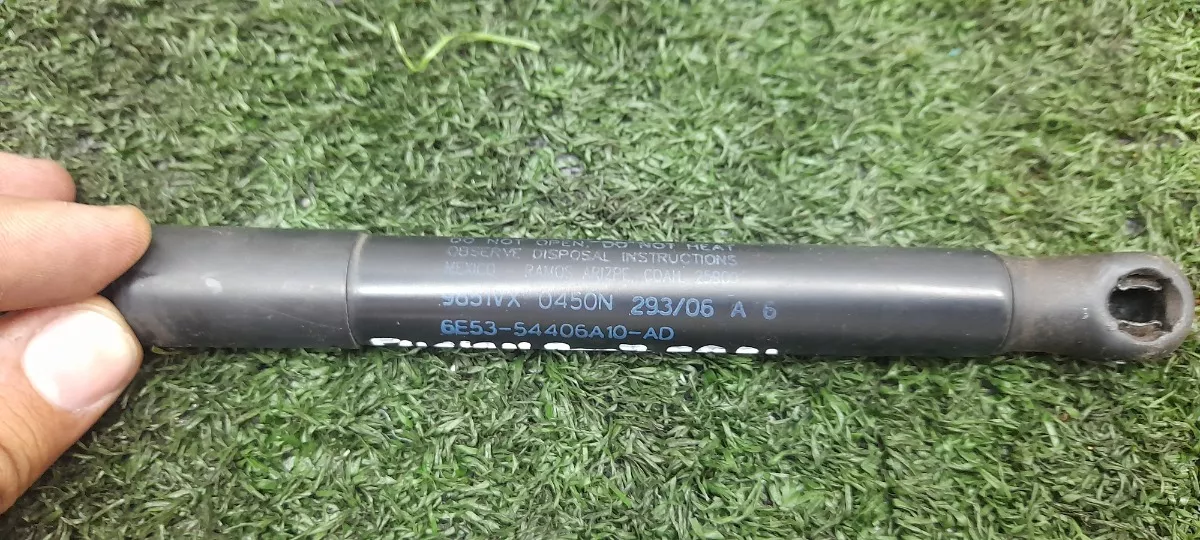 DO NOT OPEN. DO NOT HEAT
OBSERVE DISPOSAL INSTRUCTIONS
MEXICO RAMOS ARIZPE, COAH. 25900
9851VX 0450N 293/06 A 6
6E53-54406A10-AD